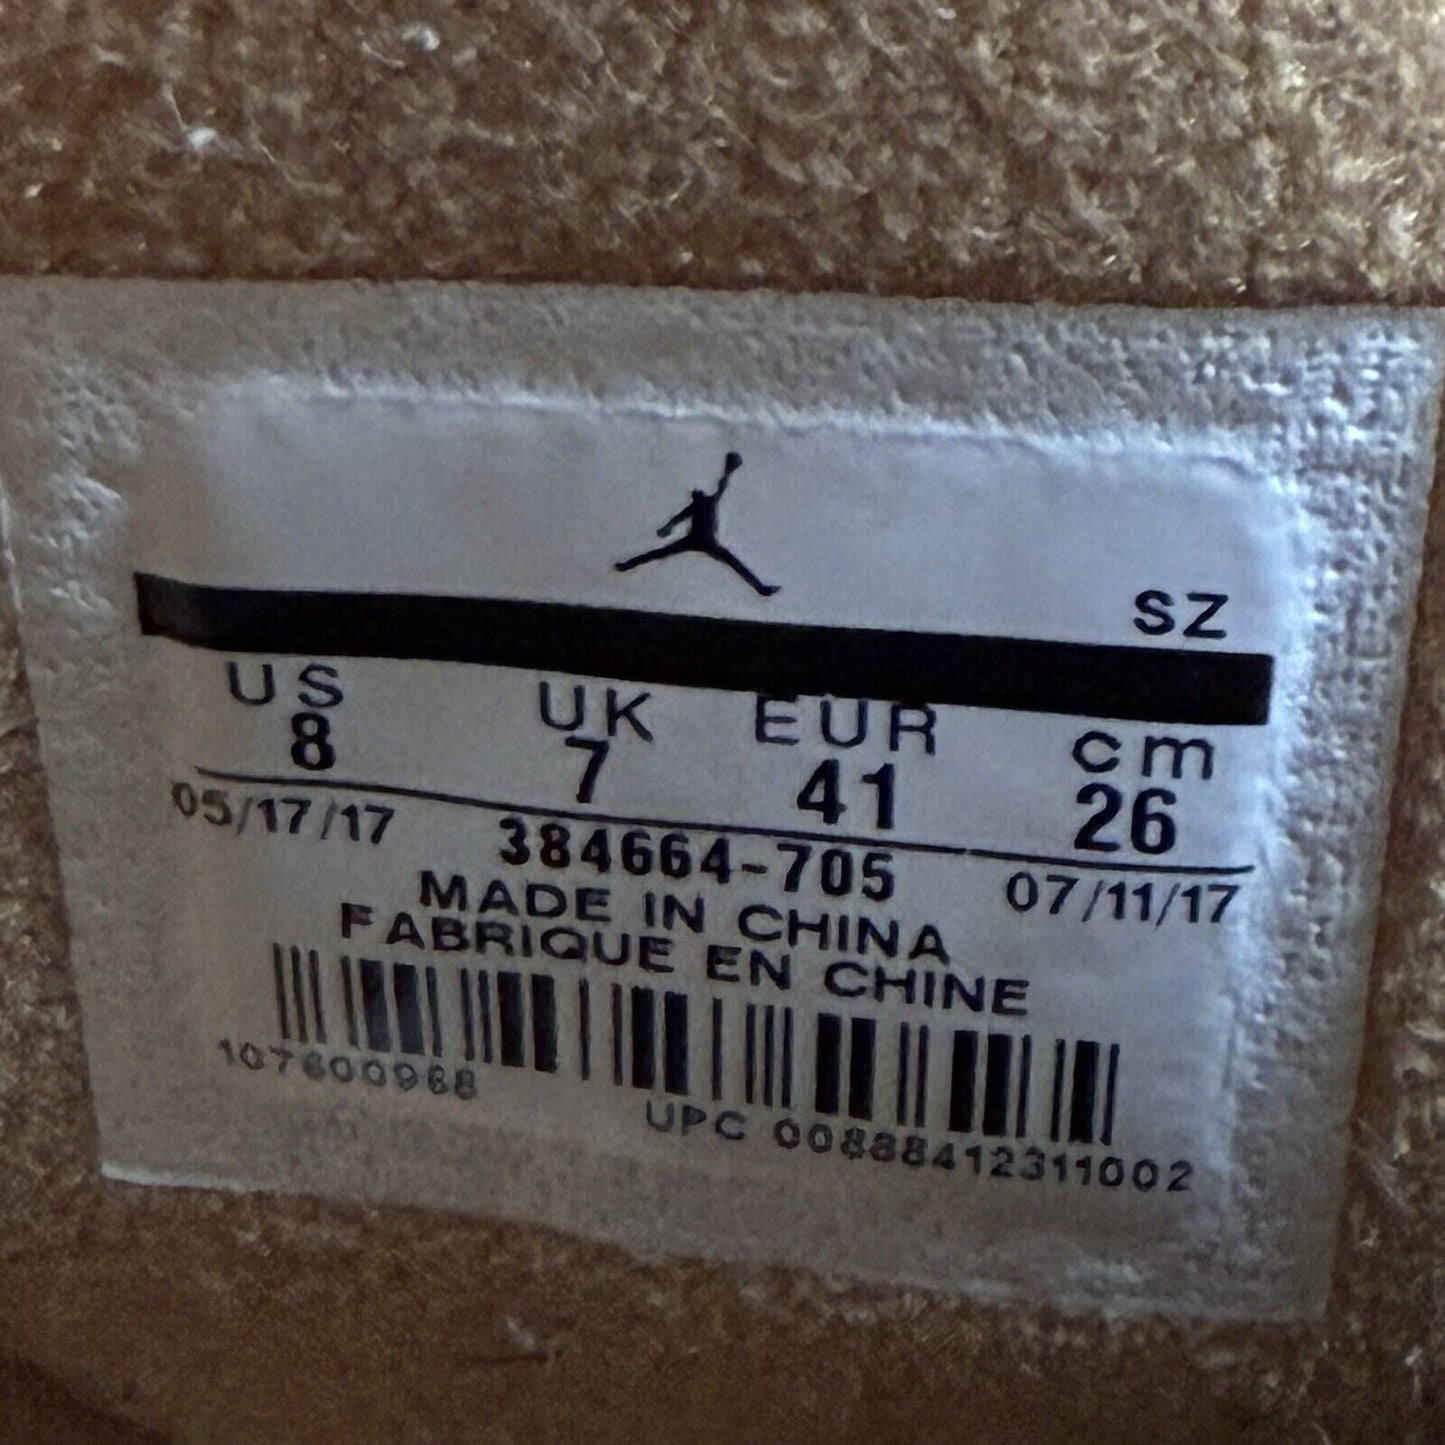 SZ
US UK EUR cm
8 7 41 26
05/17/17 384664-705 07/11/17
MADE IN CHINA
FABRIQUE EN CHINE
107600968
UPC 00888412311002